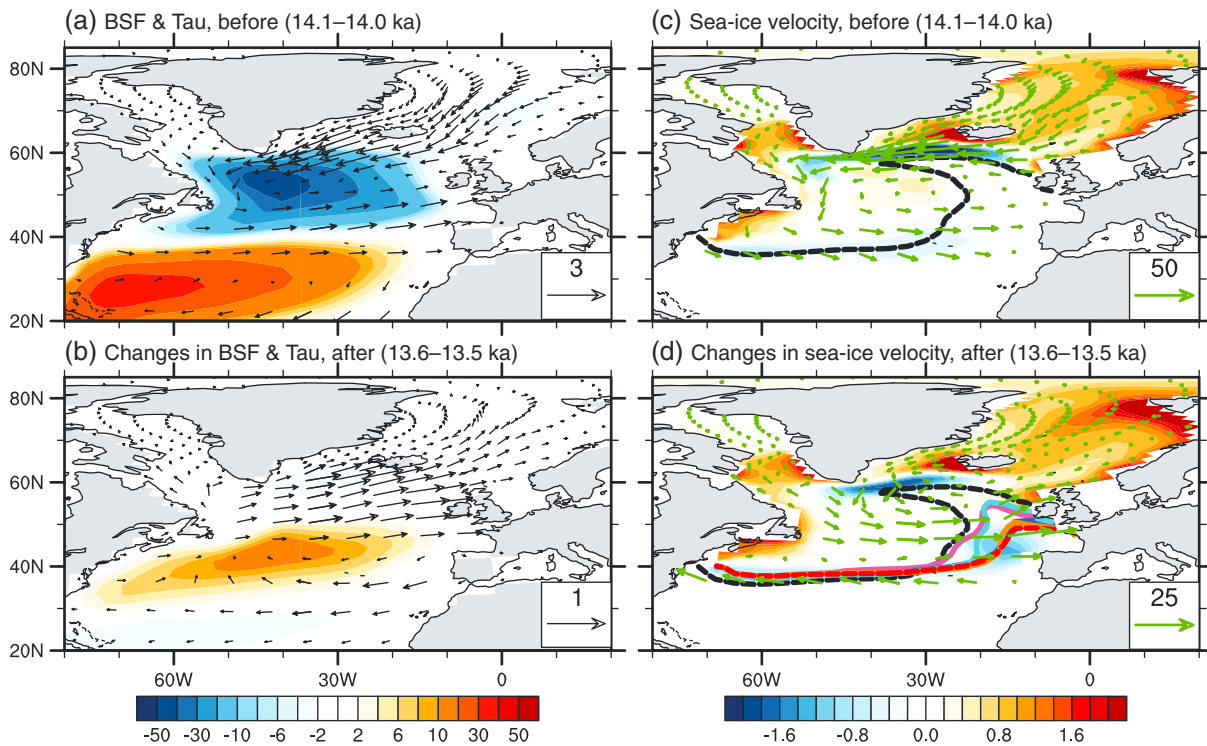 (a) BSF & Tau, before (14.1–14.0 ka)
80N
60N
40N
20N
3
(c) Sea-ice velocity, before (14.1–14.0 ka)
80N
60N
40N
20N
50
(b) Changes in BSF & Tau, after (13.6–13.5 ka)
80N
60N
40N
20N
1
60W 30W 0
(d) Changes in sea-ice velocity, after (13.6–13.5 ka)
80N
60N
40N
20N
25
60W 30W 0
-50 -30 -10 -6 -2 2 6 10 30 50
-1.6 -0.8 0.0 0.8 1.6